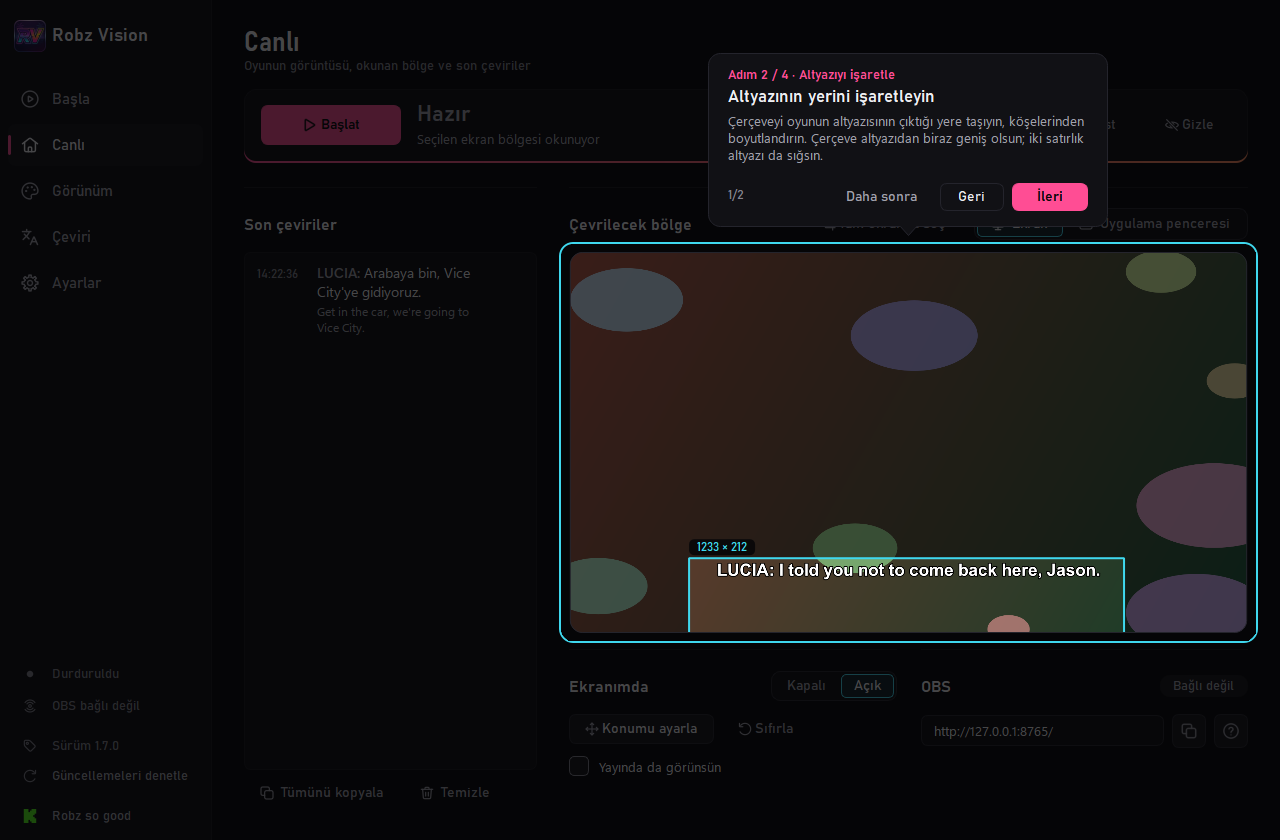 Robz Vision
Başla
Canlı
Görünüm
Çeviri
Ayarlar
Durduruldu
OBS bağlı değil
Sürüm 1.7.0
Güncellemeleri denetle
Robz so good
Canlı
Oyunun görüntüsü, okunan bölge ve son çeviriler
Başlat
Hazır
Seçilen ekran bölgesi okunuyor
Gizle
Adım 2 / 4 · Altyazıyı işaretle
Altyazının yerini işaretleyin
Çerçeveyi oyunun altyazısının çıktığı yere taşıyın, köşelerinden
boyutlandırın. Çerçeve altyazıdan biraz geniş olsun; iki satırlık
altyazı da sığsın.
1/2
Daha sonra
Geri
İleri
Son çeviriler
14:22:36
LUCIA: Arabaya bin, Vice
City'ye gidiyoruz.
Get in the car, we're going to
Vice City.
Tümünü kopyala
Temizle
Çevrilecek bölge
Uygulama penceresi
1233 × 212
LUCIA: I told you not to come back here, Jason.
Ekranımda
Kapalı
Açık
Konumu ayarla
Sıfırla
Yayında da görünsün
OBS
Bağlı değil
http://127.0.0.1:8765/